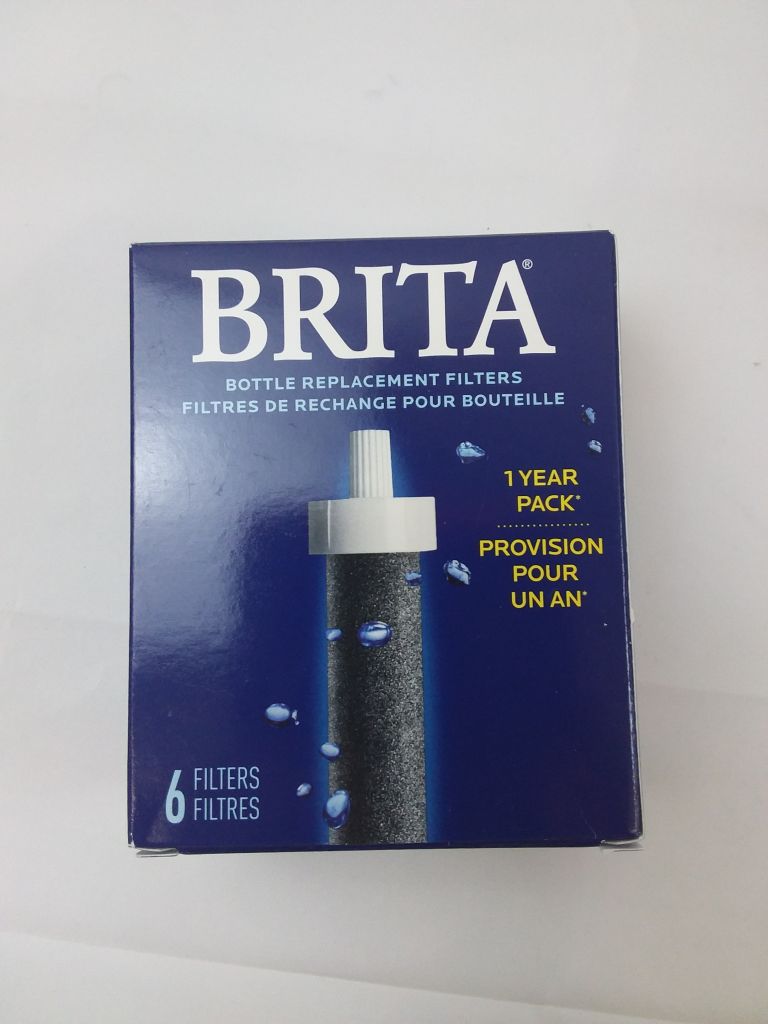 BRITA®
BOTTLE REPLACEMENT FILTERS
FILTRES DE RECHANGE POUR BOUTEILLE
1 YEAR
PACK*
PROVISION
POUR
UN AN*
6 FILTERS
FILTRES